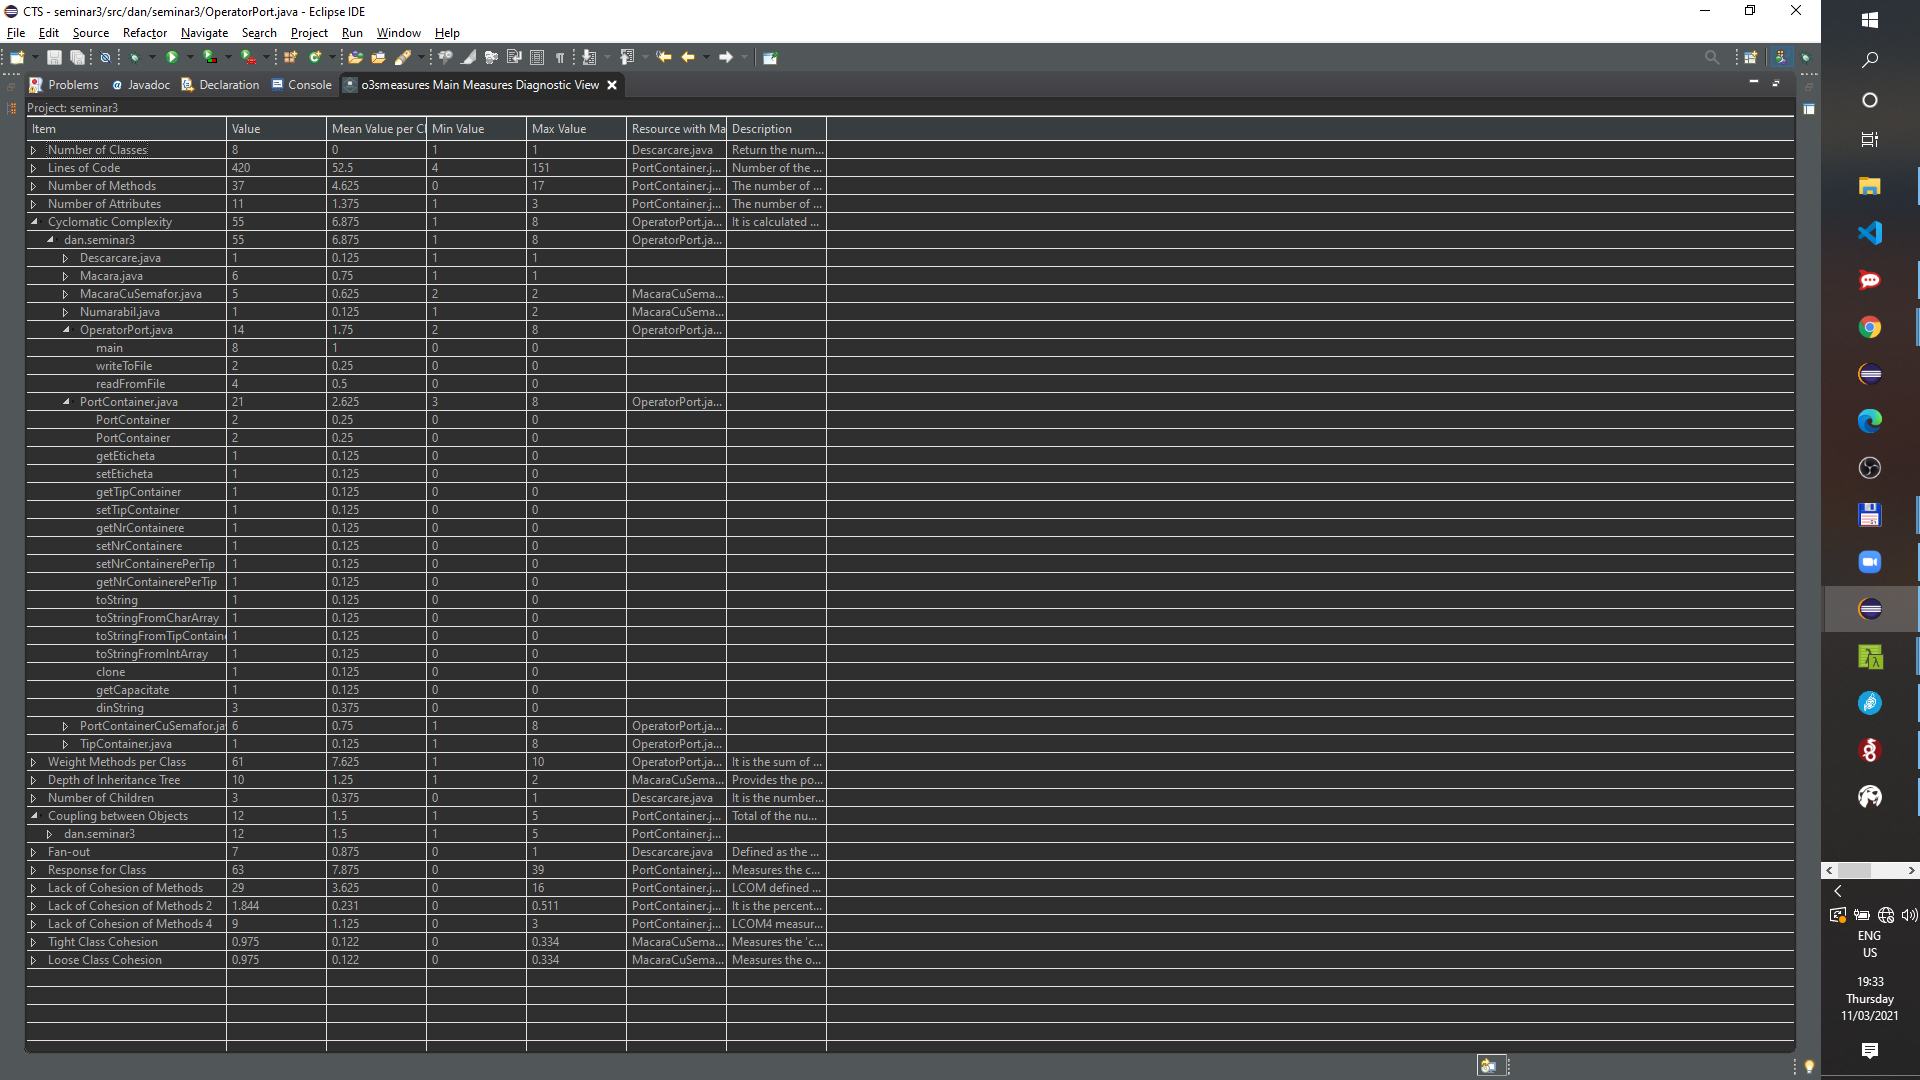 CTS - seminar3/src/dan/seminar3/OperatorPort.java - Eclipse IDE
File Edit Source Refactor Navigate Search Project Run Window Help
Problems @ Javadoc Declaration Console o3smeasures Main Measures Diagnostic View
Project: seminar3
Item Value Mean Value per Cl Min Value Max Value Resource with Ma Description
Number of Classes 8 0 1 1 Descarcare.java Return the num...
Lines of Code 420 52.5 4 151 PortContainer.j... Number of the ...
Number of Methods 37 4.625 0 17 PortContainer.j... The number of ...
Number of Attributes 11 1.375 1 3 PortContainer.j... The number of ...
Cyclomatic Complexity 55 6.875 1 8 OperatorPort.ja... It is calculated ...
dan.seminar3 55 6.875 1 8 OperatorPort.ja...
Descarcare.java 1 0.125 1 1
Macara.java 6 0.75 1 1
MacaraCuSemafor.java 5 0.625 2 2 MacaraCuSema...
Numarabil.java 1 0.125 1 2 MacaraCuSema...
OperatorPort.java 14 1.75 2 8 OperatorPort.ja...
main 8 1 0 0
writeToFile 2 0.25 0 0
readFromFile 4 0.5 0 0
PortContainer.java 21 2.625 3 8 OperatorPort.ja...
PortContainer 2 0.25 0 0
PortContainer 2 0.25 0 0
getEticheta 1 0.125 0 0
setEticheta 1 0.125 0 0
getTipContainer 1 0.125 0 0
setTipContainer 1 0.125 0 0
getNrContainere 1 0.125 0 0
setNrContainere 1 0.125 0 0
setNrContainerePerTip 1 0.125 0 0
getNrContainerePerTip 1 0.125 0 0
toString 1 0.125 0 0
toStringFromCharArray 1 0.125 0 0
toStringFromTipContain 1 0.125 0 0
toStringFromIntArray 1 0.125 0 0
clone 1 0.125 0 0
getCapacitate 1 0.125 0 0
dinString 3 0.375 0 0
PortContainerCuSemafor.ja 6 0.75 1 8 OperatorPort.ja...
TipContainer.java 1 0.125 1 8 OperatorPort.ja...
Weight Methods per Class 61 7.625 1 10 OperatorPort.ja... It is the sum of ...
Depth of Inheritance Tree 10 1.25 1 2 MacaraCuSema... Provides the po...
Number of Children 3 0.375 0 1 Descarcare.java It is the number...
Coupling between Objects 12 1.5 1 5 PortContainer.j... Total of the nu...
dan.seminar3 12 1.5 1 5 PortContainer.j...
Fan-out 7 0.875 0 1 Descarcare.java Defined as the ...
Response for Class 63 7.875 0 39 PortContainer.j... Measures the c...
Lack of Cohesion of Methods 29 3.625 0 16 PortContainer.j... LCOM defined ...
Lack of Cohesion of Methods 2 1.844 0.231 0 0.511 PortContainer.j... It is the percent...
Lack of Cohesion of Methods 4 9 1.125 0 3 PortContainer.j... LCOM4 measur...
Tight Class Cohesion 0.975 0.122 0 0.334 MacaraCuSema... Measures the 'c...
Loose Class Cohesion 0.975 0.122 0 0.334 MacaraCuSema... Measures the o...
ENG
US
19:33
Thursday
11/03/2021